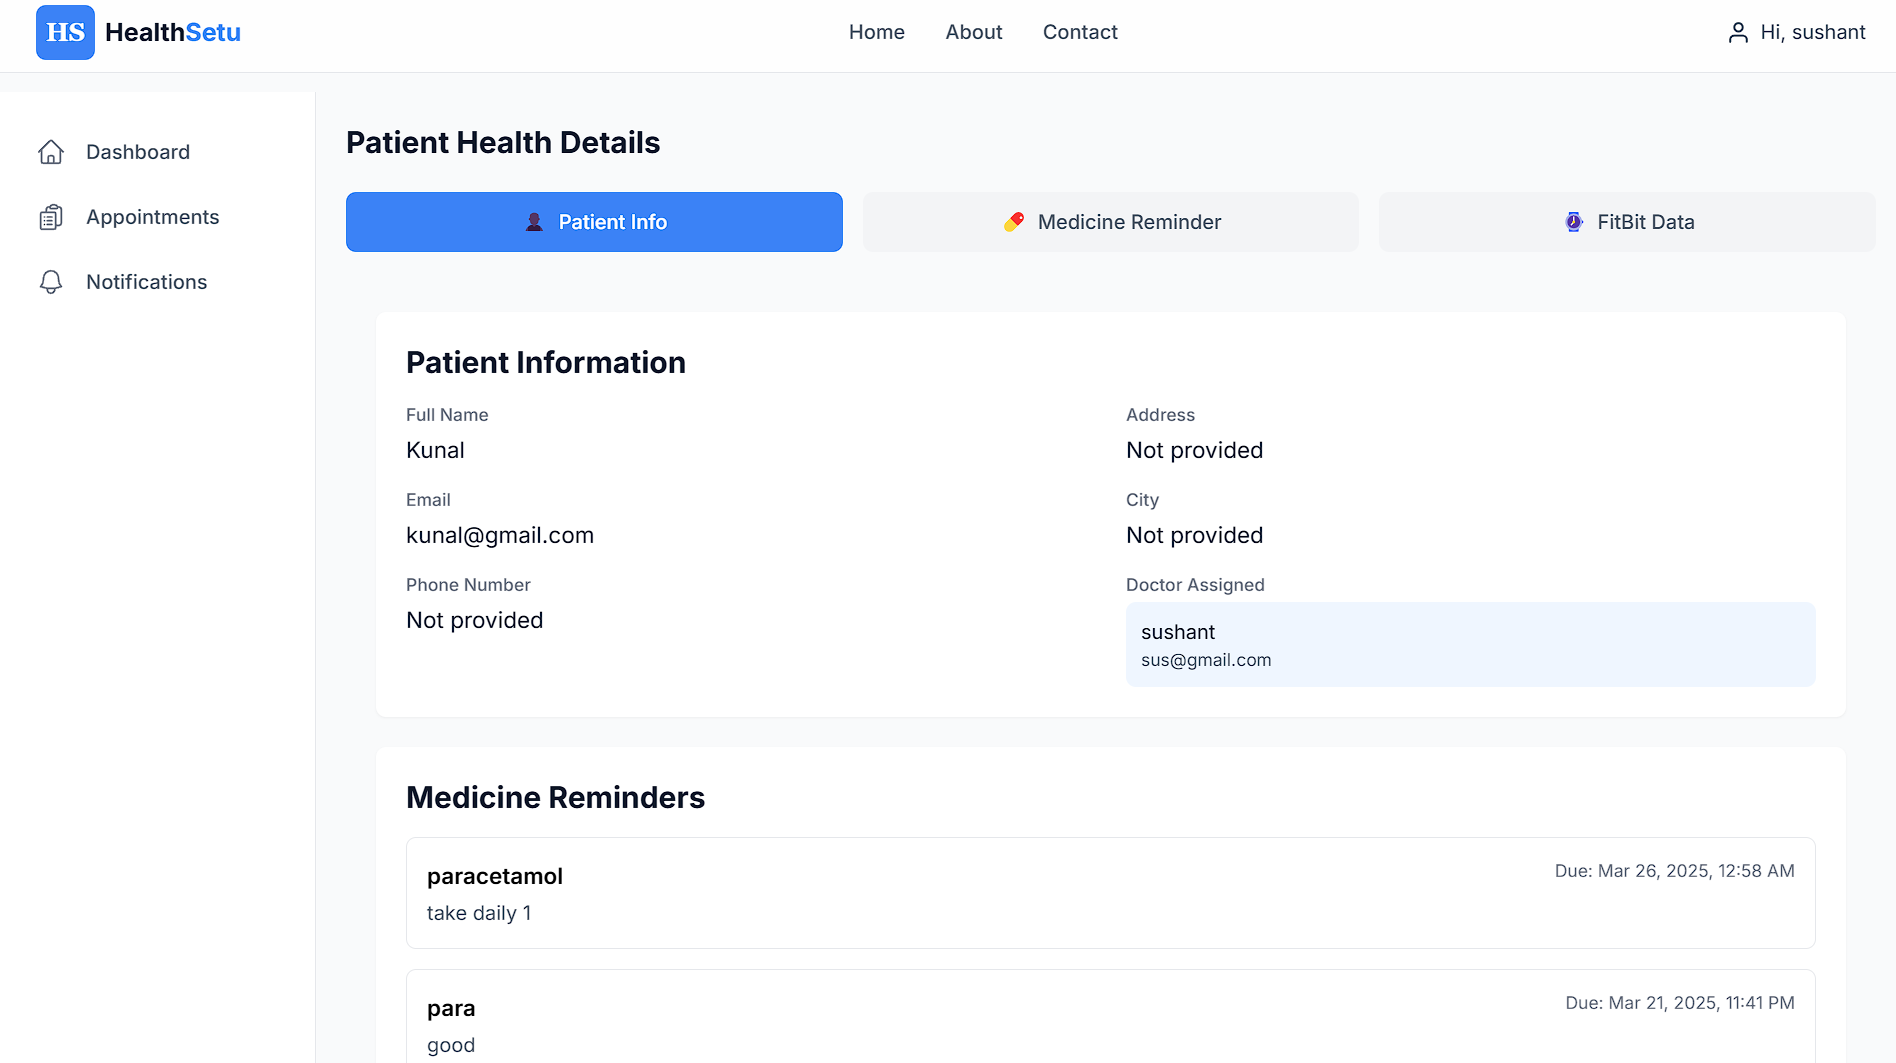 HS HealthSetu
Home About Contact
Hi, sushant
Dashboard
Appointments
Notifications
Patient Health Details
Patient Info
Medicine Reminder
FitBit Data
Patient Information
Full Name
Kunal
Address
Not provided
Email
kunal@gmail.com
City
Not provided
Phone Number
Not provided
Doctor Assigned
sushant
sus@gmail.com
Medicine Reminders
paracetamol
Due: Mar 26, 2025, 12:58 AM
take daily 1
para
Due: Mar 21, 2025, 11:41 PM
good